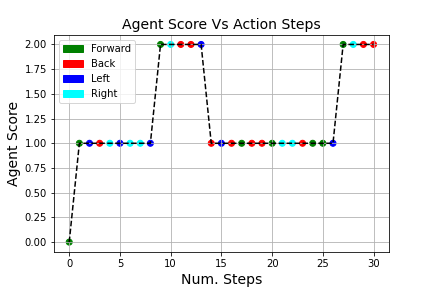 Agent Score Vs Action Steps
Agent Score
2.00
1.75
1.50
1.25
1.00
0.75
0.50
0.25
0.00
Forward
Back
Left
Right
0 5 10 15 20 25 30
Num. Steps